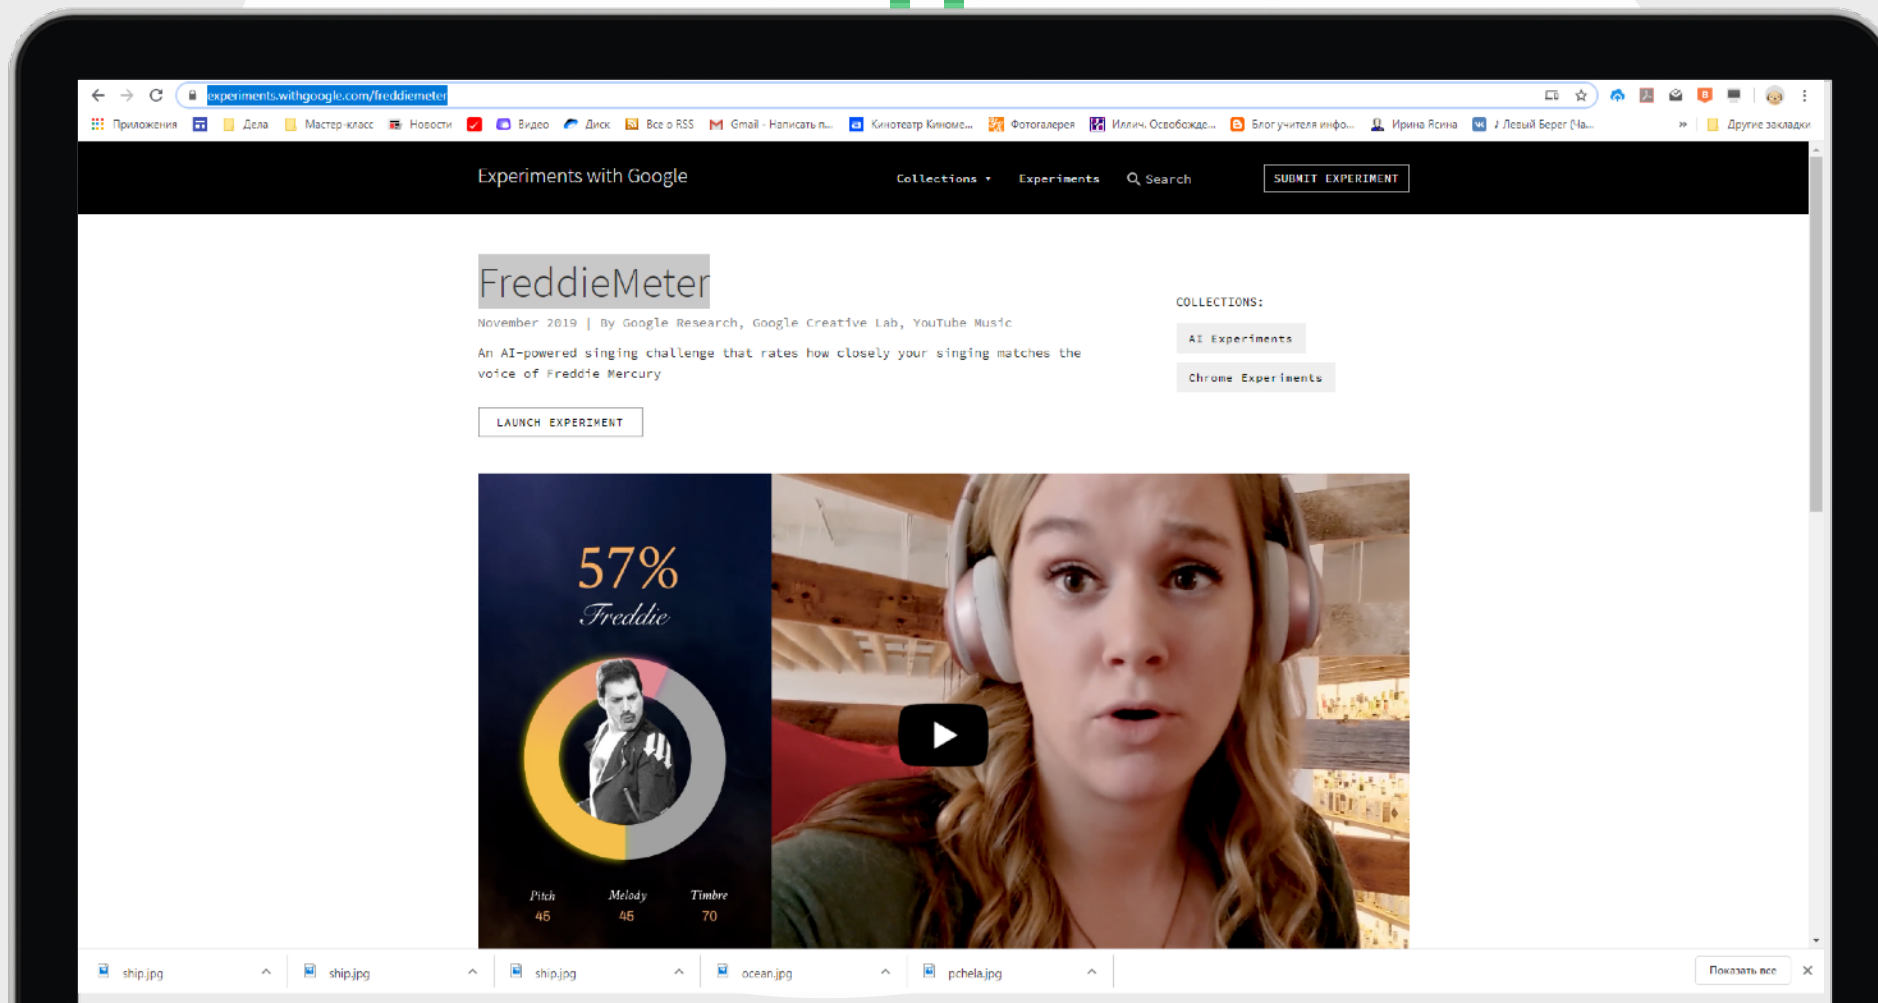 experiments.withgoogle.com/freddiemeter
Приложения Дела Мастер-класс Новости Видео Диск Все о RSS Gmail - Написать п... Кинотеатр Киноме... Фотогалерея Иллич. Освобожде... Блог учителя инфо... Ирина Ясина Левый Берег (Ча... » Другие закладки
Experiments with Google Collections Experiments Search SUBMIT EXPERIMENT
FreddieMeter
November 2019 | By Google Research, Google Creative Lab, YouTube Music
An AI-powered singing challenge that rates how closely your singing matches the
voice of Freddie Mercury
LAUNCH EXPERIMENT
COLLECTIONS:
AI Experiments
Chrome Experiments
57%
Freddie
Pitch Melody Timbre
45 45 70
ship.jpg ship.jpg ship.jpg ocean.jpg pchela.jpg Показать все